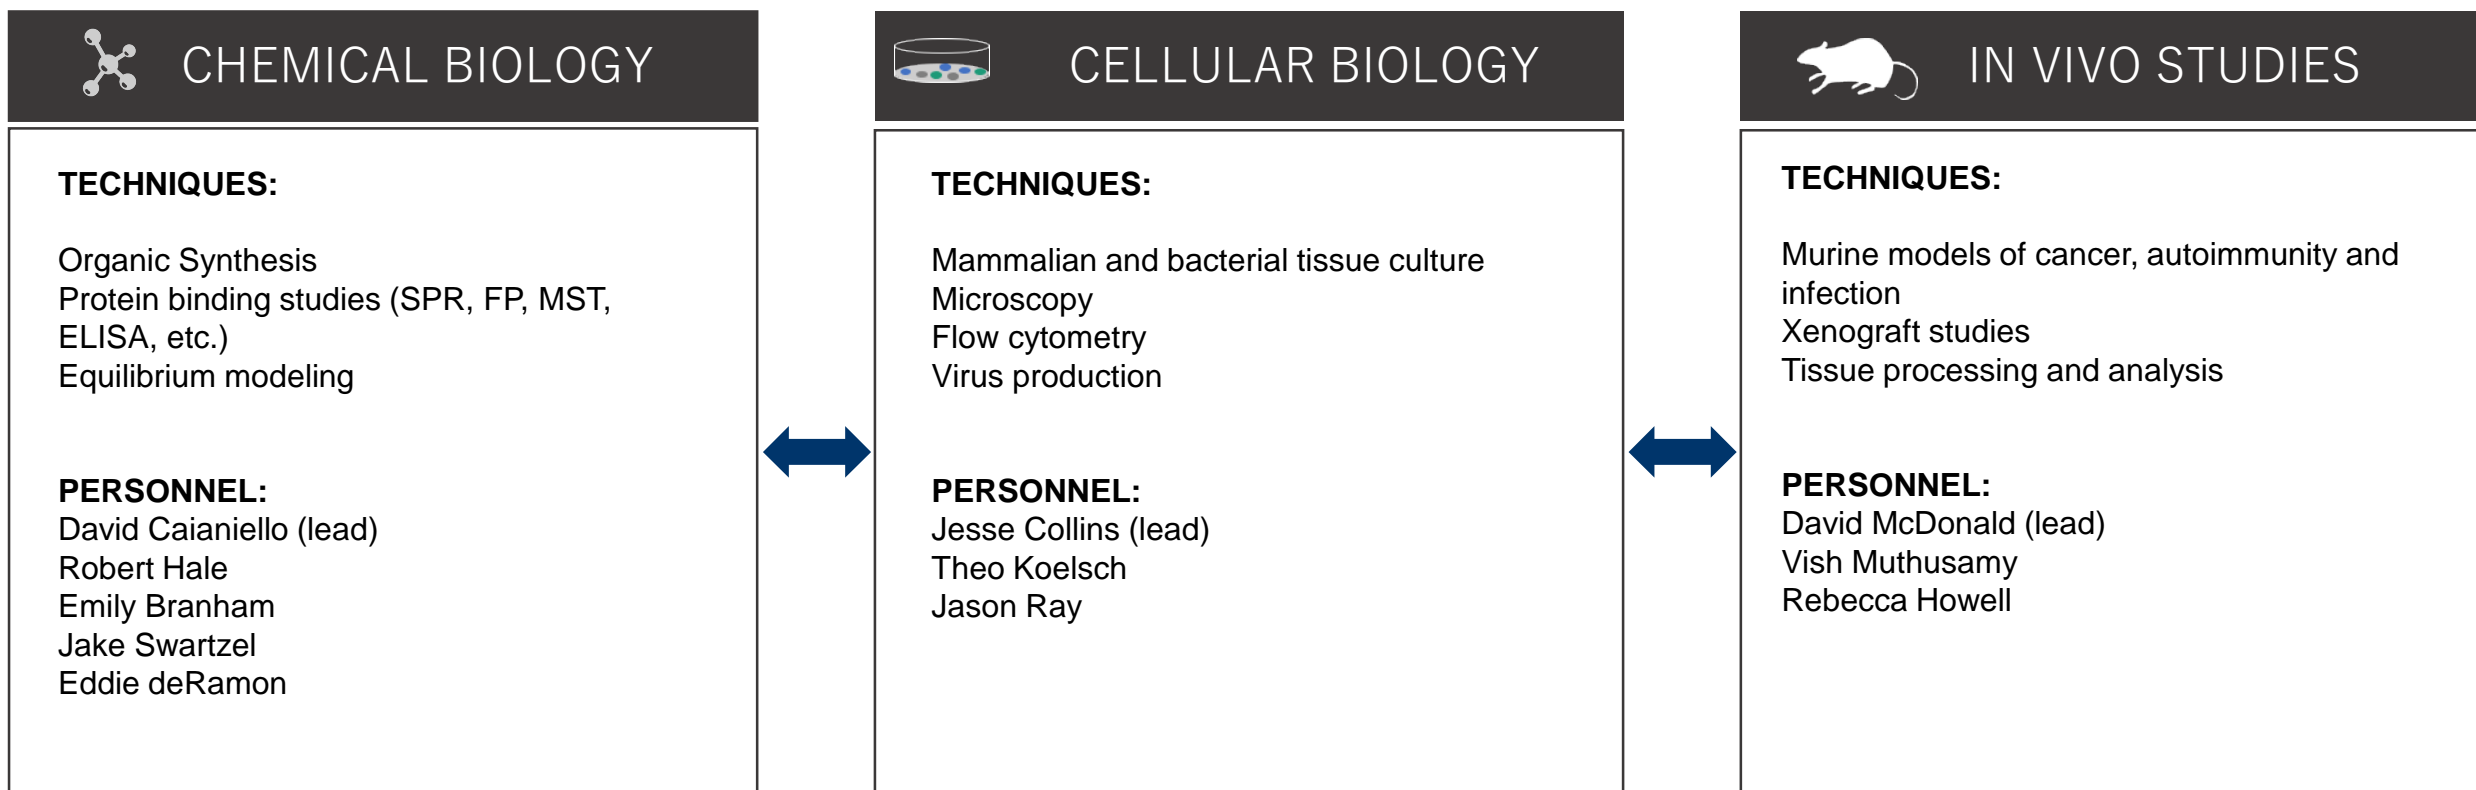 CHEMICAL BIOLOGY
TECHNIQUES:
Organic Synthesis
Protein binding studies (SPR, FP, MST,
ELISA, etc.)
Equilibrium modeling
PERSONNEL:
David Caianiello (lead)
Robert Hale
Emily Branham
Jake Swartzel
Eddie deRamon
CELLULAR BIOLOGY
TECHNIQUES:
Mammalian and bacterial tissue culture
Microscopy
Flow cytometry
Virus production
PERSONNEL:
Jesse Collins (lead)
Theo Koelsch
Jason Ray
IN VIVO STUDIES
TECHNIQUES:
Murine models of cancer, autoimmunity and
infection
Xenograft studies
Tissue processing and analysis
PERSONNEL:
David McDonald (lead)
Vish Muthusamy
Rebecca Howell